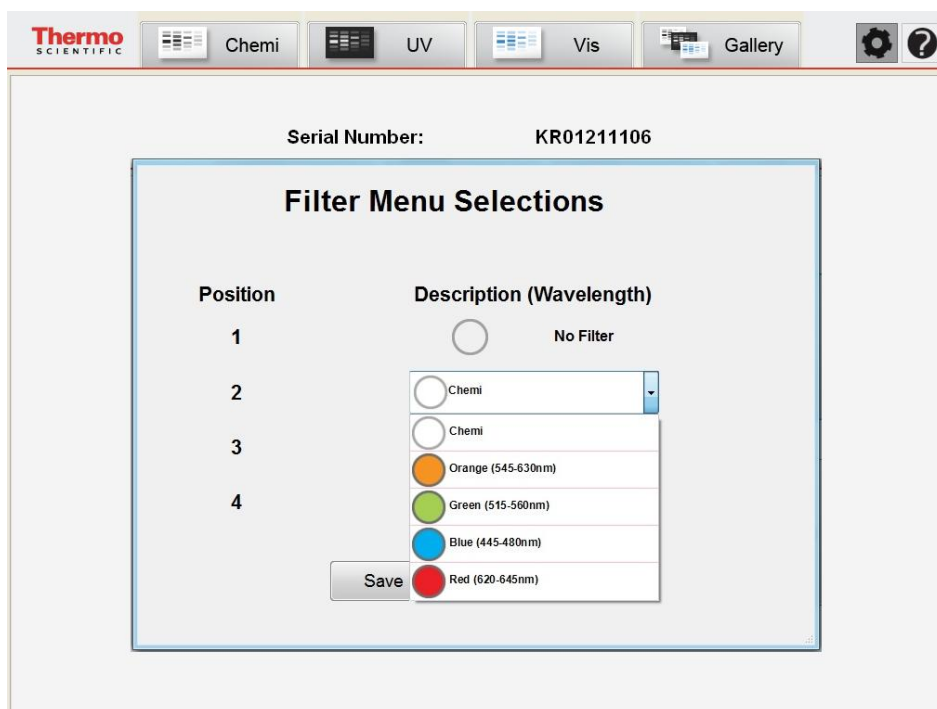 Thermo
SCIENTIFIC
Chemi
UV
Vis
Gallery
?
Serial Number: KR01211106
Filter Menu Selections
Position Description (Wavelength)
1 No Filter
2 Chemi
Chemi
3
Orange (545-630nm)
4 Green (515-560nm)
Blue (445-480nm)
Save Red (620-645nm)